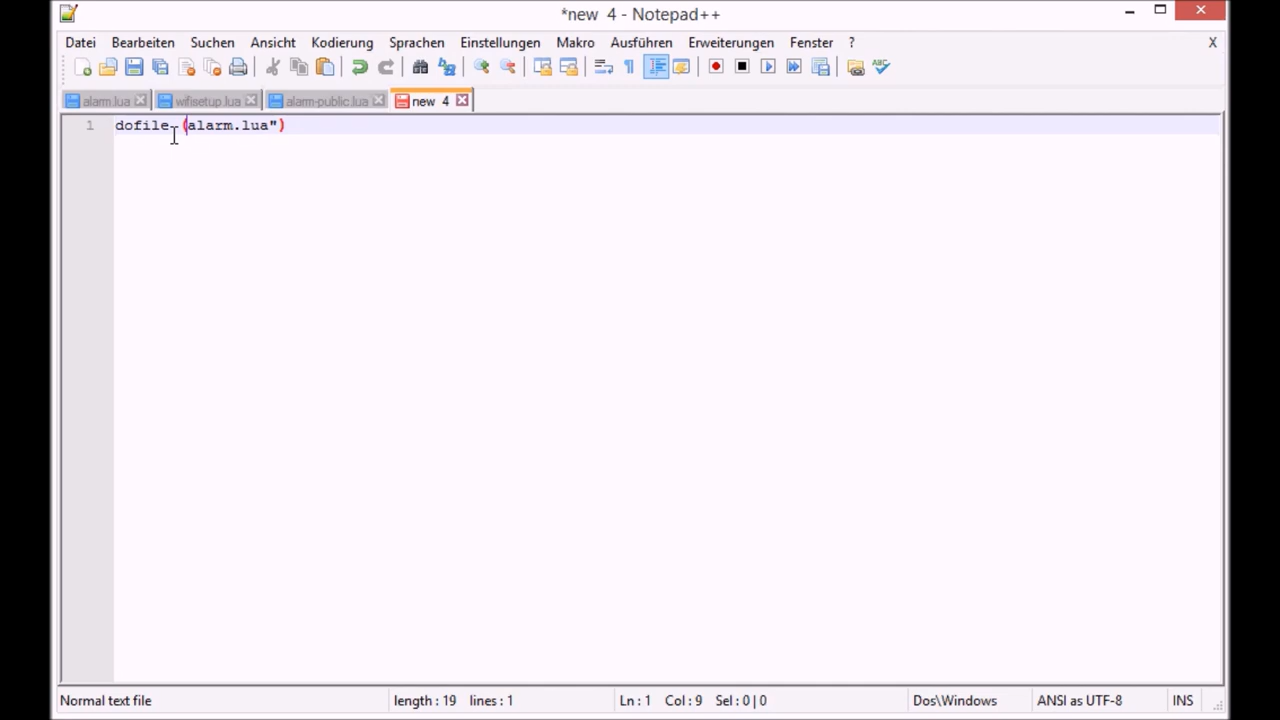 *new 4 - Notepad++
Datei Bearbeiten Suchen Ansicht Kodierung Sprachen Einstellungen Makro Ausführen Erweiterungen Fenster ? X
alarm.lua wifisetup.lua alarm-public.lua new 4
1 dofile (alarm.lua")
Normal text file length : 19 lines : 1 Ln : 1 Col : 9 Sel : 0 | 0 Dos\Windows ANSI as UTF-8 INS